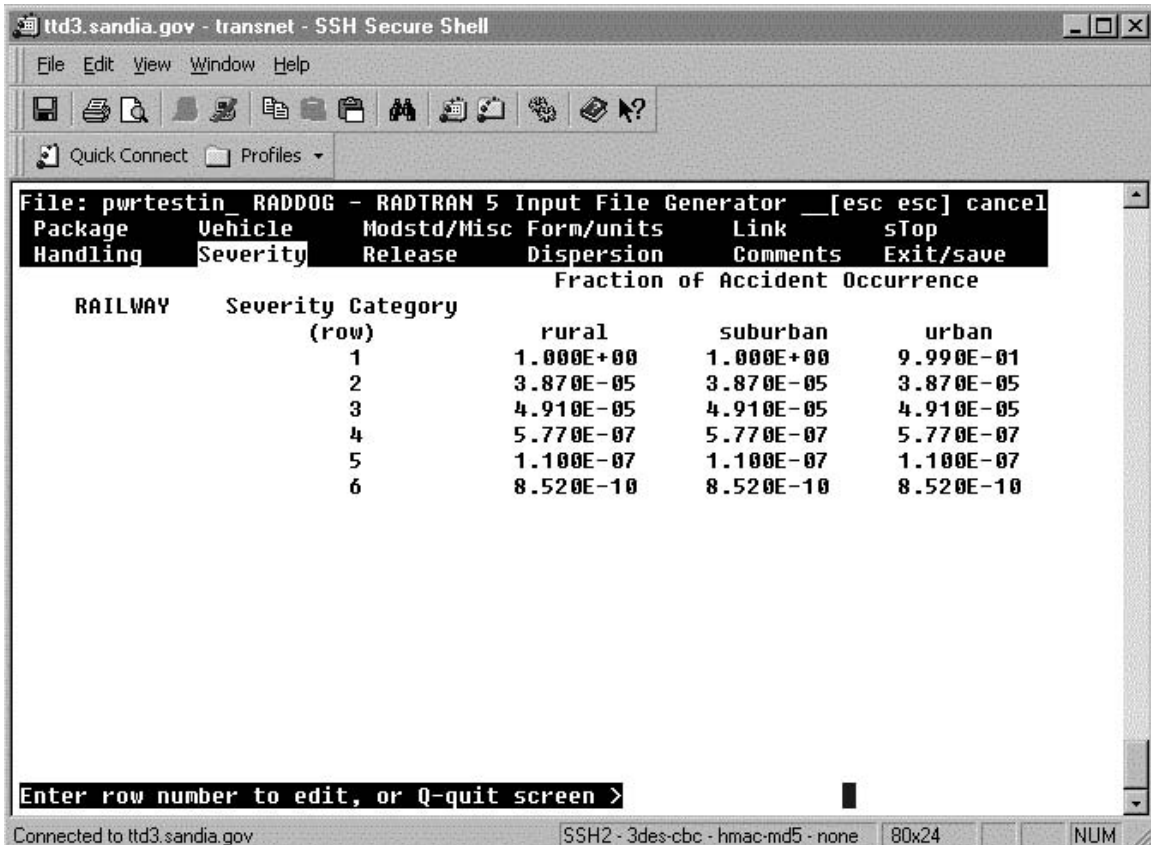 ttd3.sandia.gov - transnet - SSH Secure Shell
File Edit View Window Help
Quick Connect Profiles
File: pwrtestin_ RADDOG - RADTRAN 5 Input File Generator __[esc esc] cancel
Package Vehicle Modstd/Misc Form/units Link sTop
Handling Severity Release Dispersion Comments Exit/save
Fraction of Accident Occurrence
RAILWAY Severity Category
(row) rural suburban urban
1 1.000E+00 1.000E+00 9.990E-01
2 3.870E-05 3.870E-05 3.870E-05
3 4.910E-05 4.910E-05 4.910E-05
4 5.770E-07 5.770E-07 5.770E-07
5 1.100E-07 1.100E-07 1.100E-07
6 8.520E-10 8.520E-10 8.520E-10
Enter row number to edit, or Q-quit screen >
Connected to ttd3.sandia.gov SSH2 - 3des-cbc - hmac-md5 - none 80x24 NUM